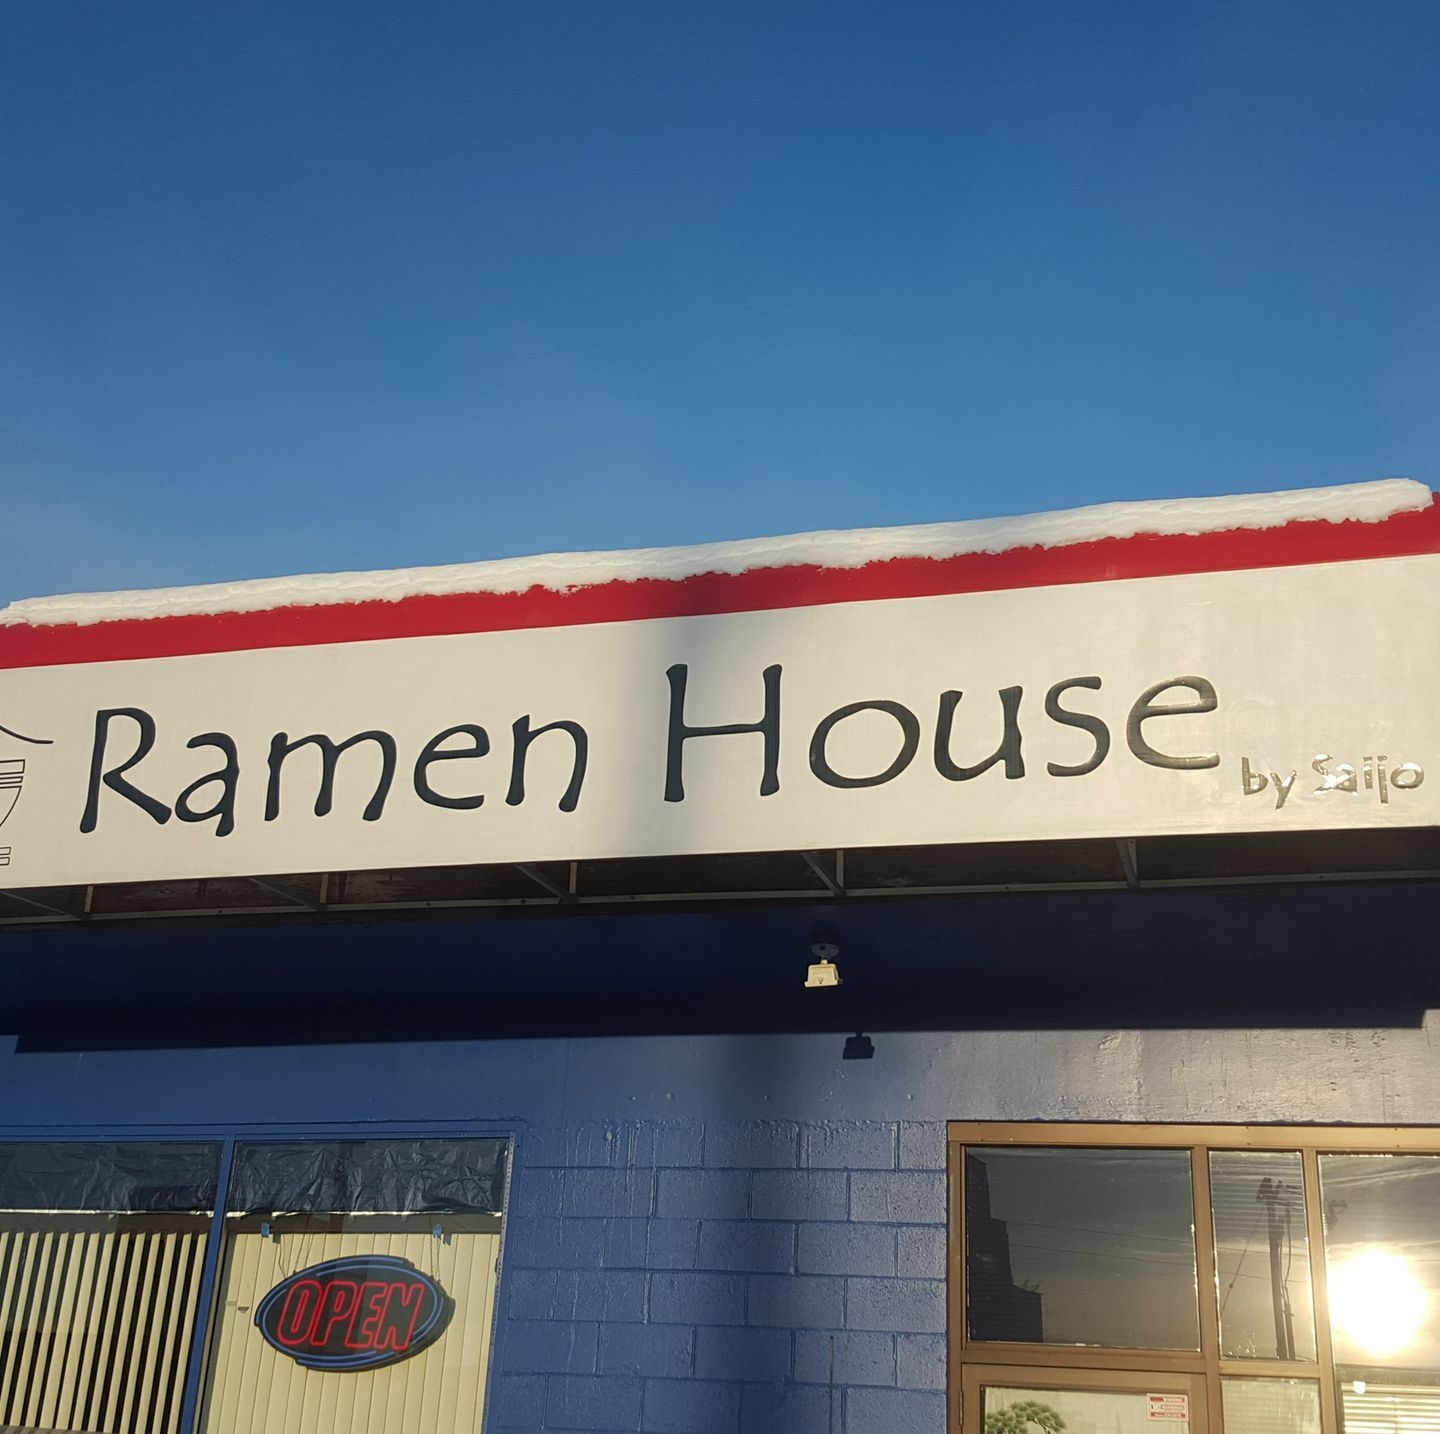 Ramen House
by Saijo
OPEN